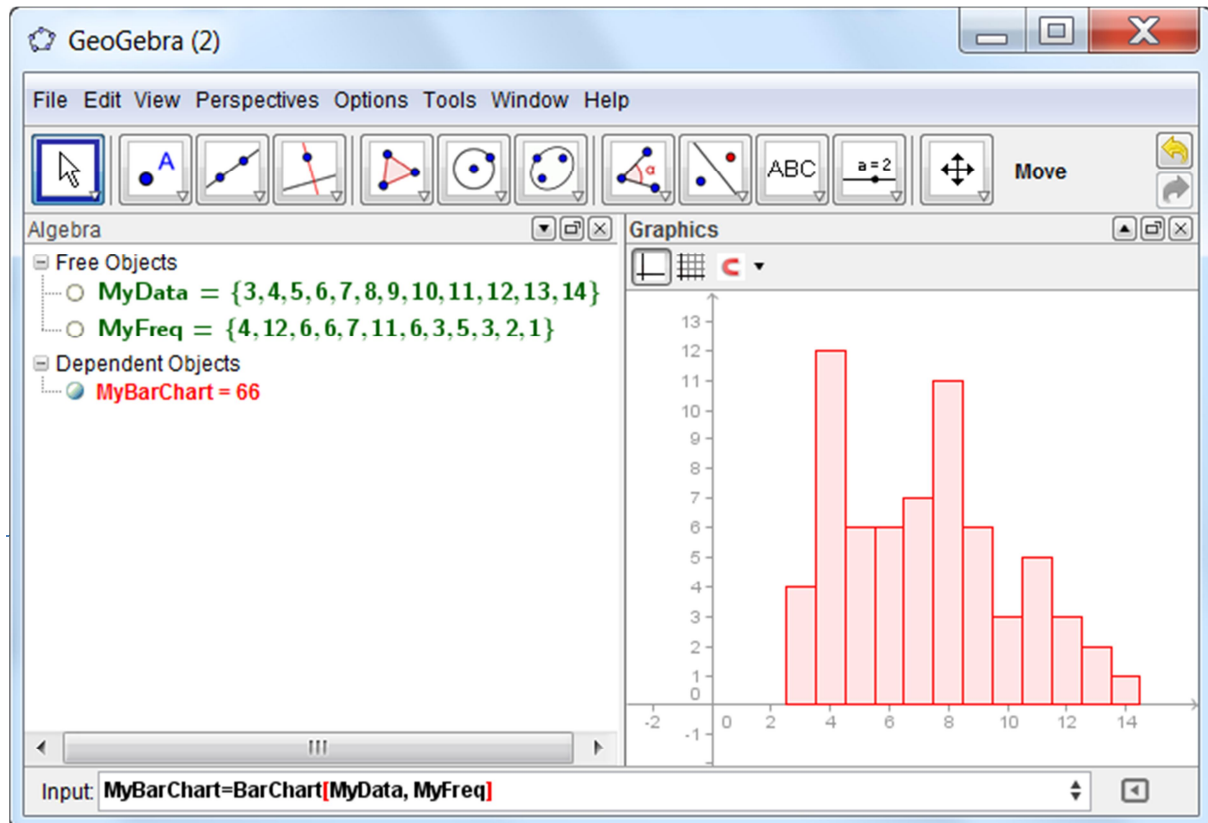 GeoGebra (2)
File Edit View Perspectives Options Tools Window Help
A
α
ABC
a = 2
Move
Algebra
Graphics
Free Objects
MyData = {3,4,5,6,7,8,9,10,11,12,13,14}
MyFreq = {4,12,6,6,7,11,6,3,5,3,2,1}
Dependent Objects
MyBarChart = 66
13
12
11
10
9
8
7
6
5
4
3
2
1
0
-2 0 2 4 6 8 10 12 14
-1
Input: MyBarChart=BarChart[MyData, MyFreq]